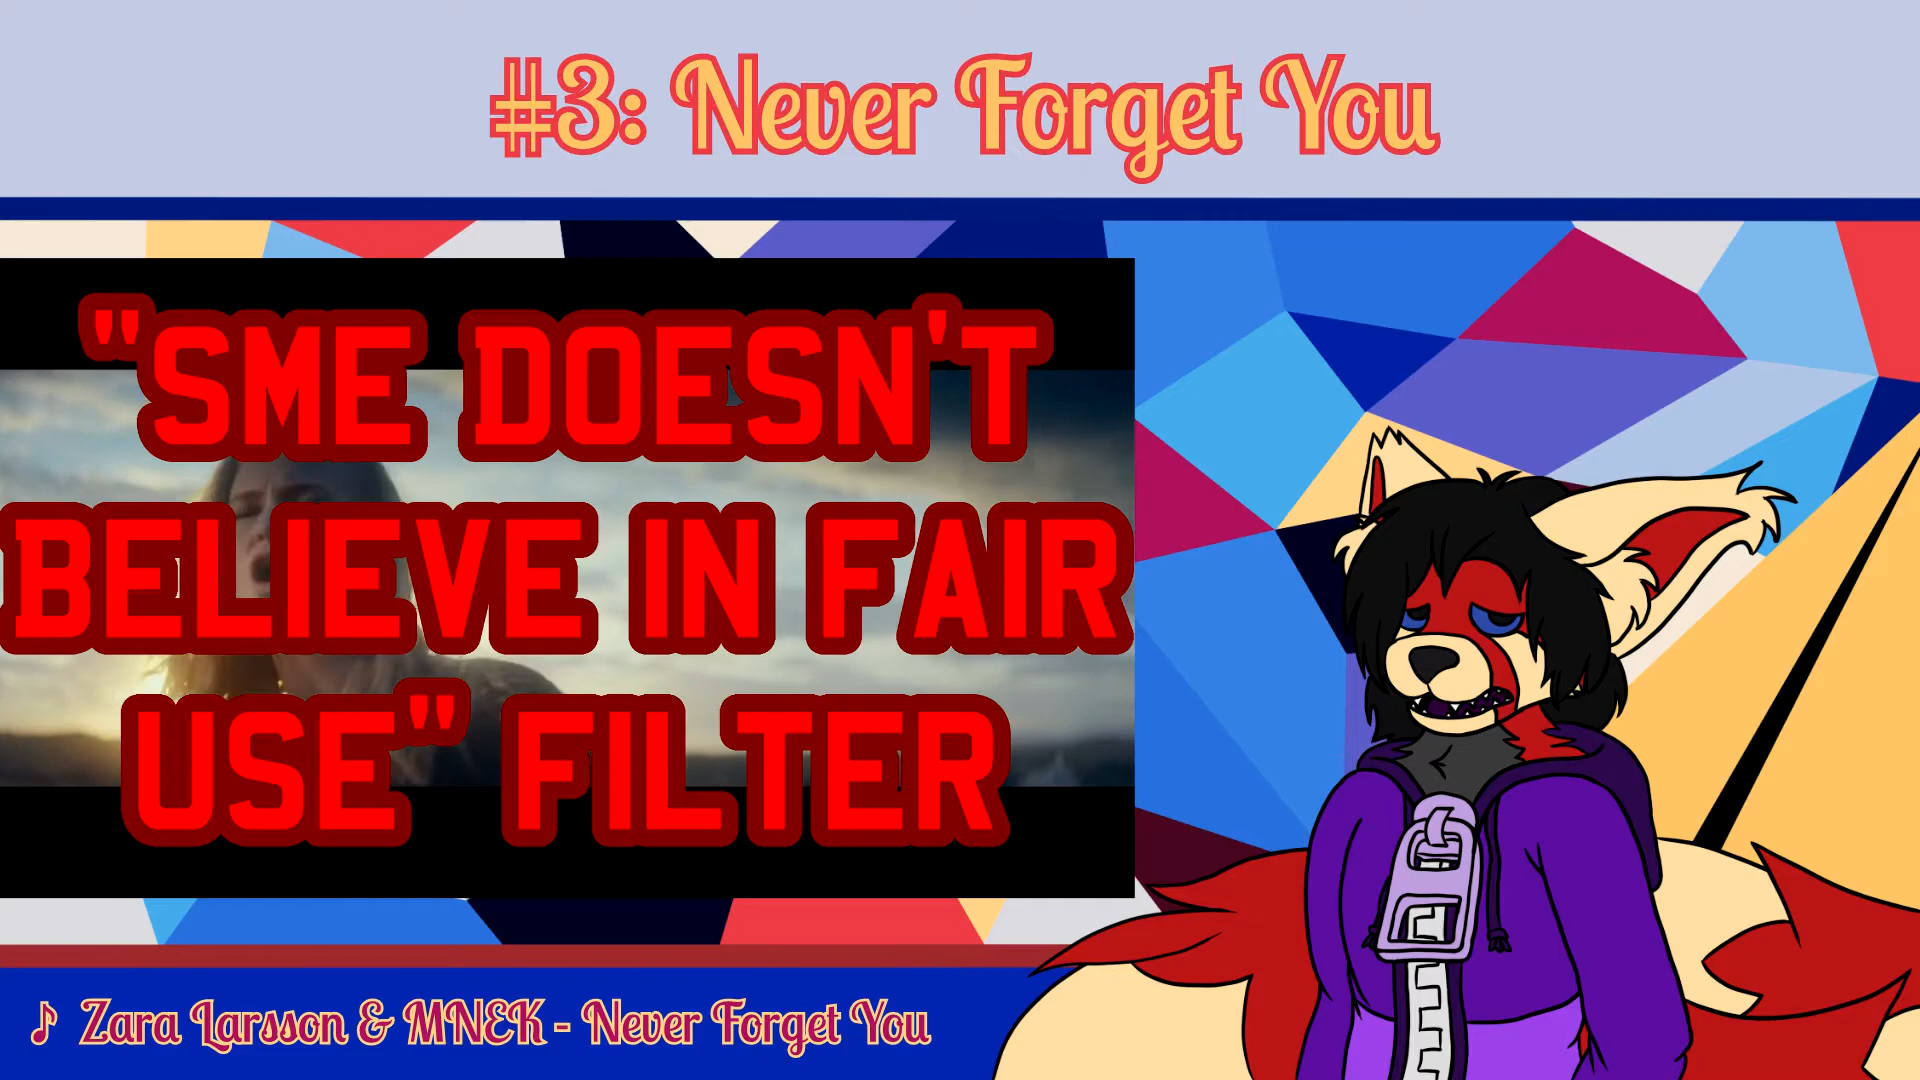 #3: Never Forget You
"SME DOESN'T
BELIEVE IN FAIR
USE" FILTER
♪ Zara Larsson & MNEK - Never Forget You